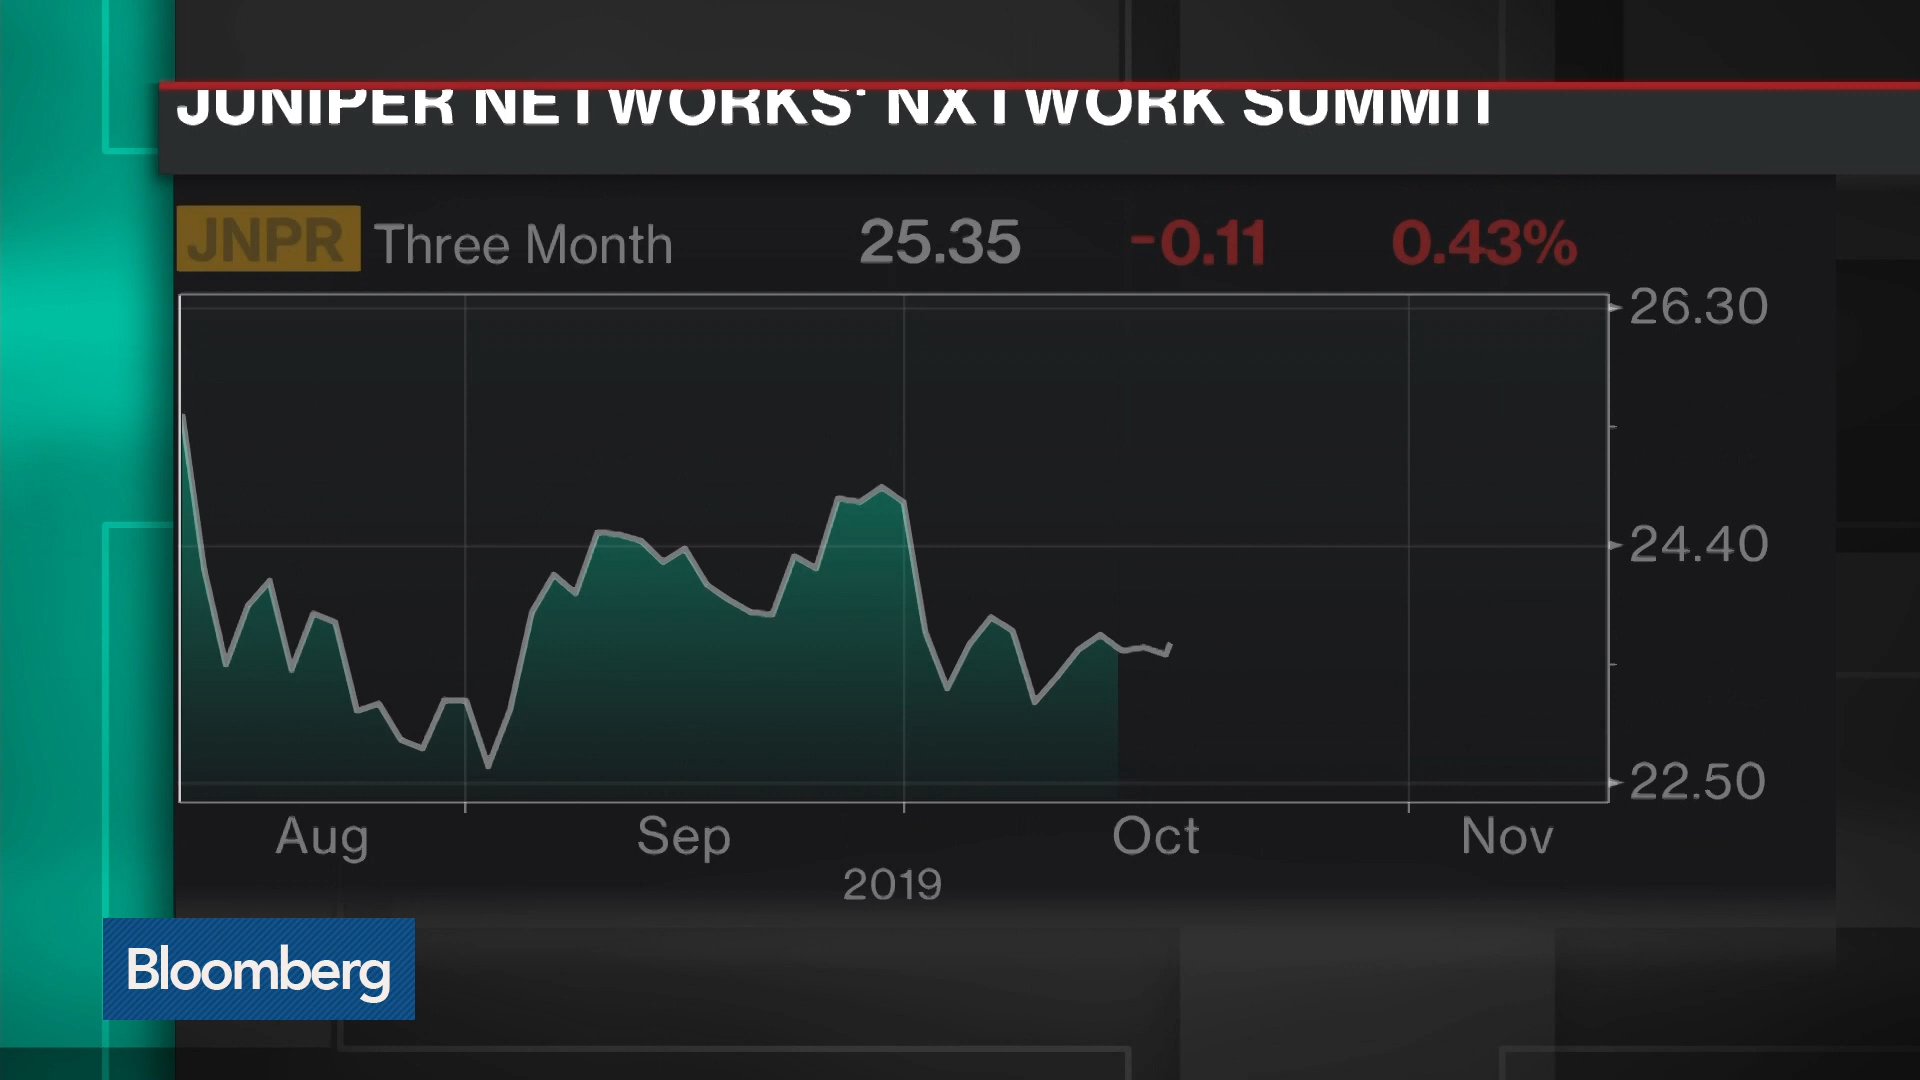 JUNIPER NETWORKS' NXTWORK SUMMIT
JNPR Three Month 25.35 -0.11 0.43%
26.30
24.40
22.50
Aug Sep Oct Nov
2019
Bloomberg